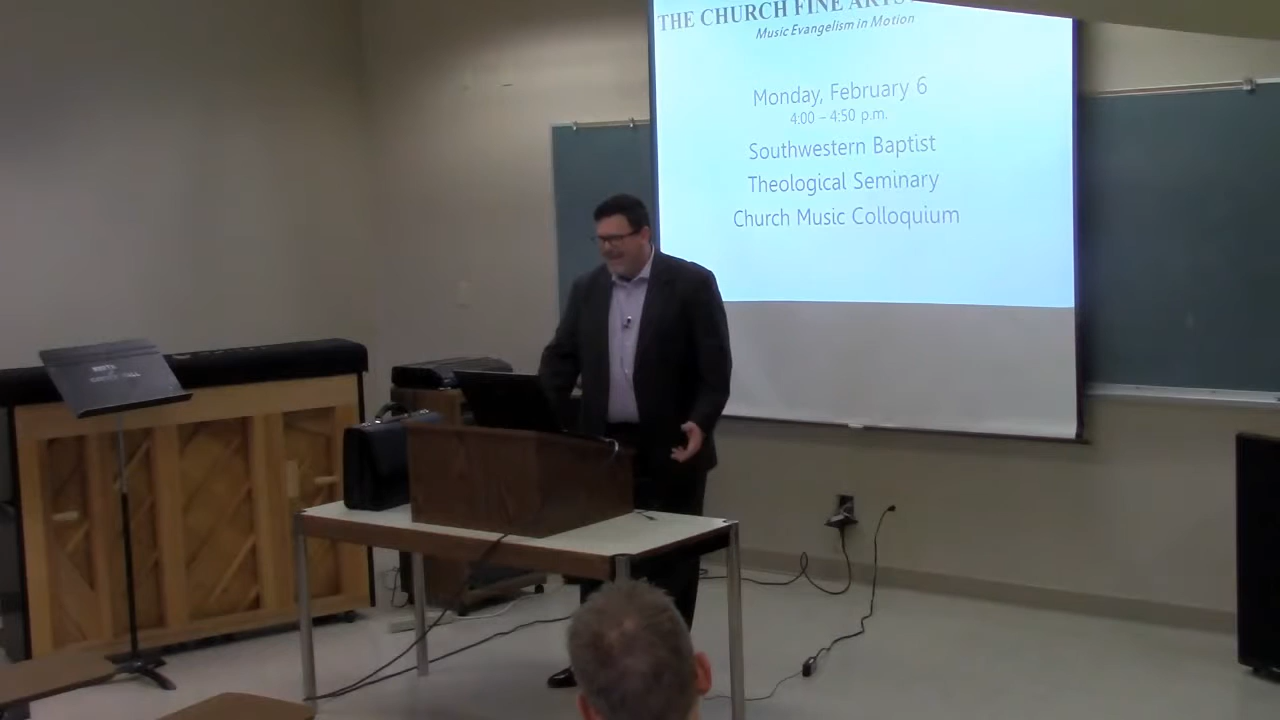 THE CHURCH FINE ARTS
Music Evangelism in Motion
Monday, February 6
4:00 – 4:50 p.m.
Southwestern Baptist
Theological Seminary
Church Music Colloquium